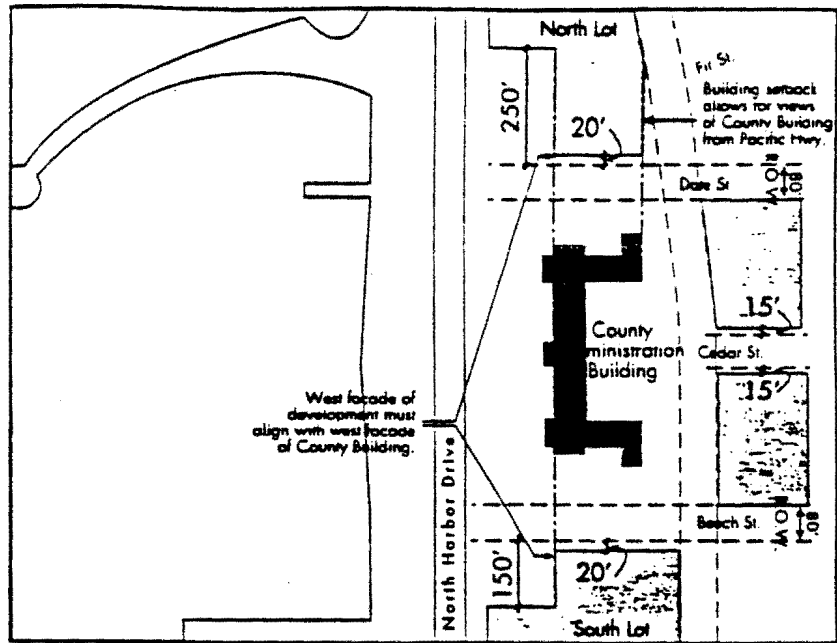 North Lot
Fir St.
250'
Building setback
allows for views
of County Building
from Pacific Hwy.
20'
R.O.W.
80'
Date St
15'
County
ministration
Building
Cedar St.
15'
West facade of
development must
align with west facade
of County Building.
North Harbor Drive
Beech St.
R.O.W.
80'
150'
20'
South Lot